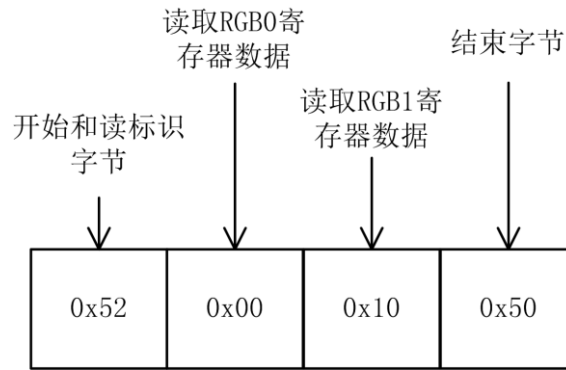 读取RGB0寄
存器数据
结束字节
读取RGB1寄
存器数据
开始和读标识
字节
0x52
0x00
0x10
0x50